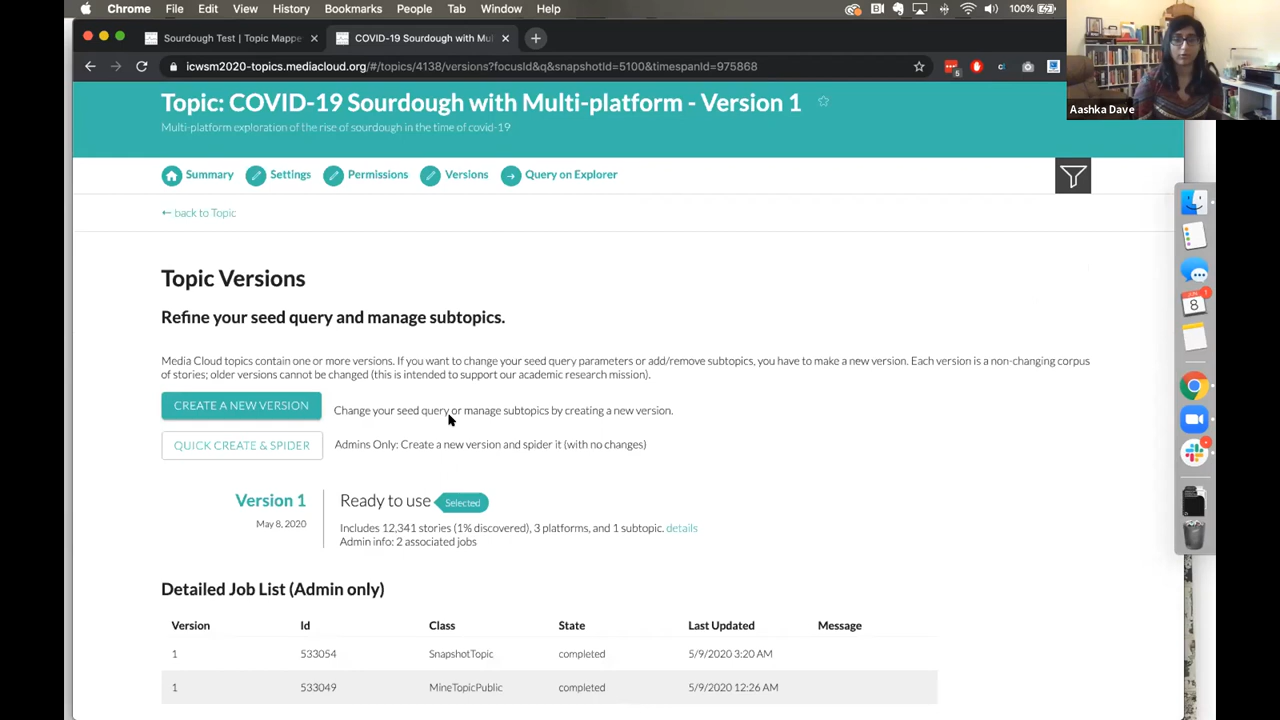 Chrome File Edit View History Bookmarks People Tab Window Help 100%
Sourdough Test | Topic Mappe COVID-19 Sourdough with Mul
icwsm2020-topics.mediacloud.org/#/
Topic: COVID-19 Sourdough with Multi-platform - Version 1
Multi-platform exploration of the rise of sourdough in the time of covid-19
Aashka Dave
Summary Settings Permissions Versions Query on Explorer
← back to Topic
Topic Versions
Refine your seed query and manage subtopics.
Media Cloud topics contain one or more versions. If you want to change your seed query parameters or add/remove subtopics, you have to make a new version. Each version is a non-changing corpus
of stories; older versions cannot be changed (this is intended to support our academic research mission).
CREATE A NEW VERSION Change your seed query or manage subtopics by creating a new version.
QUICK CREATE & SPIDER Admins Only: Create a new version and spider it (with no changes)
Version 1 Ready to use Selected
May 8, 2020
Includes 12,341 stories (1% discovered), 3 platforms, and 1 subtopic. details
Admin info: 2 associated jobs
Detailed Job List (Admin only)
Version Id Class State Last Updated Message
1 533054 SnapshotTopic completed 5/9/2020 3:20 AM
1 533049 MineTopicPublic completed 5/9/2020 12:26 AM
JUN
8